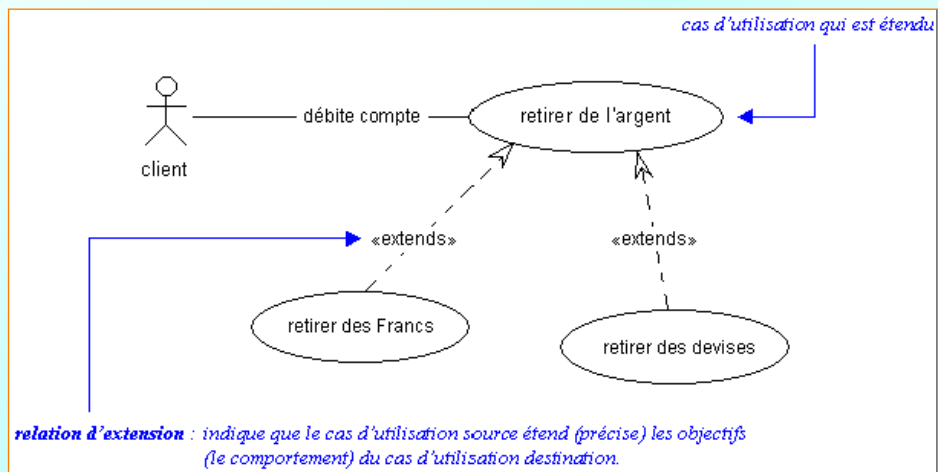 cas d'utilisation qui est étendu
débite compte
retirer de l'argent
client
«extends»
«extends»
retirer des Francs
retirer des devises
relation d'extension : indique que le cas d'utilisation source étend (précise) les objectifs
(le comportement) du cas d'utilisation destination.